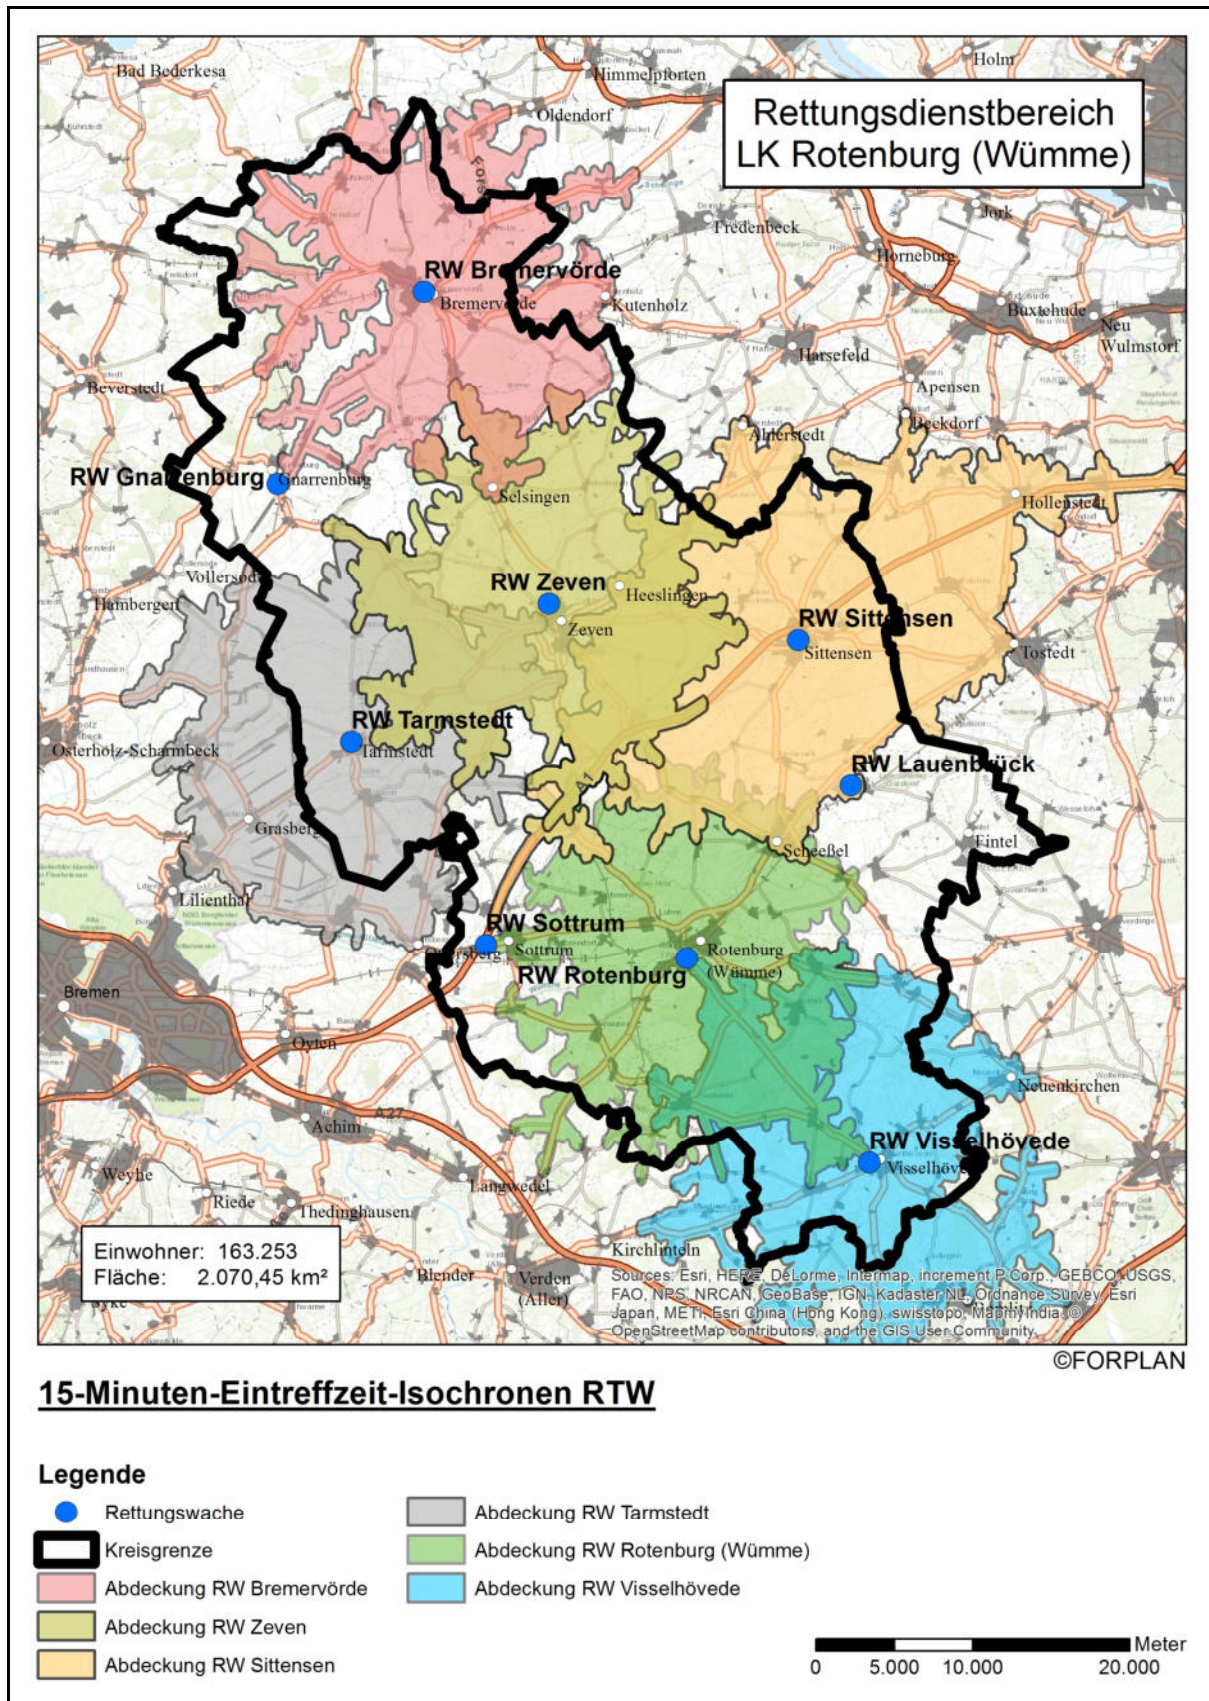 Bad Bederkesa
Himmelpforten
Holm
Oldendorf
Rettungsdienstbereich
LK Rotenburg (Wümme)
Jork
Fredenbeck
Horneburg
RW Bremervörde
Bremervörde
Kutenholz
Buxtehude
Neu
Wulmstorf
Harsefeld
Beverstedt
Apensen
Beckdorf
Ahlerstedt
RW Gnarrenburg
Gnarrenburg
Selsingen
Hollenstedt
Vollersode
Hambergen
RW Zeven
Heeslingen
Zeven
RW Sittensen
Sittensen
Tostedt
RW Tarmstedt
Tarmstedt
Osterholz-Scharmbeck
RW Lauenbrück
Grasberg
Scheeßel
Fintel
Lilienthal
RW Sottrum
Sottrum
Ottersberg
RW Rotenburg
Rotenburg
(Wümme)
Bremen
Oyten
Neuenkirchen
A 27
Achim
RW Visselhövede
Visselhövede
Weyhe
Langwedel
Riede
Thedinghausen
Kirchlinteln
Einwohner: 163.253
Fläche: 2.070,45 km²
Blender
Verden
(Aller)
Syke
Sources: Esri, HERE, DeLorme, Intermap, increment P Corp., GEBCO, USGS,
FAO, NPS, NRCAN, GeoBase, IGN, Kadaster NL, Ordnance Survey, Esri
Japan, METI, Esri China (Hong Kong), swisstopo, MapmyIndia, ©
OpenStreetMap contributors, and the GIS User Community
©FORPLAN
15-Minuten-Eintreffzeit-Isochronen RTW
Legende
Rettungswache
Kreisgrenze
Abdeckung RW Bremervörde
Abdeckung RW Zeven
Abdeckung RW Sittensen
Abdeckung RW Tarmstedt
Abdeckung RW Rotenburg (Wümme)
Abdeckung RW Visselhövede
Meter
0 5.000 10.000 20.000